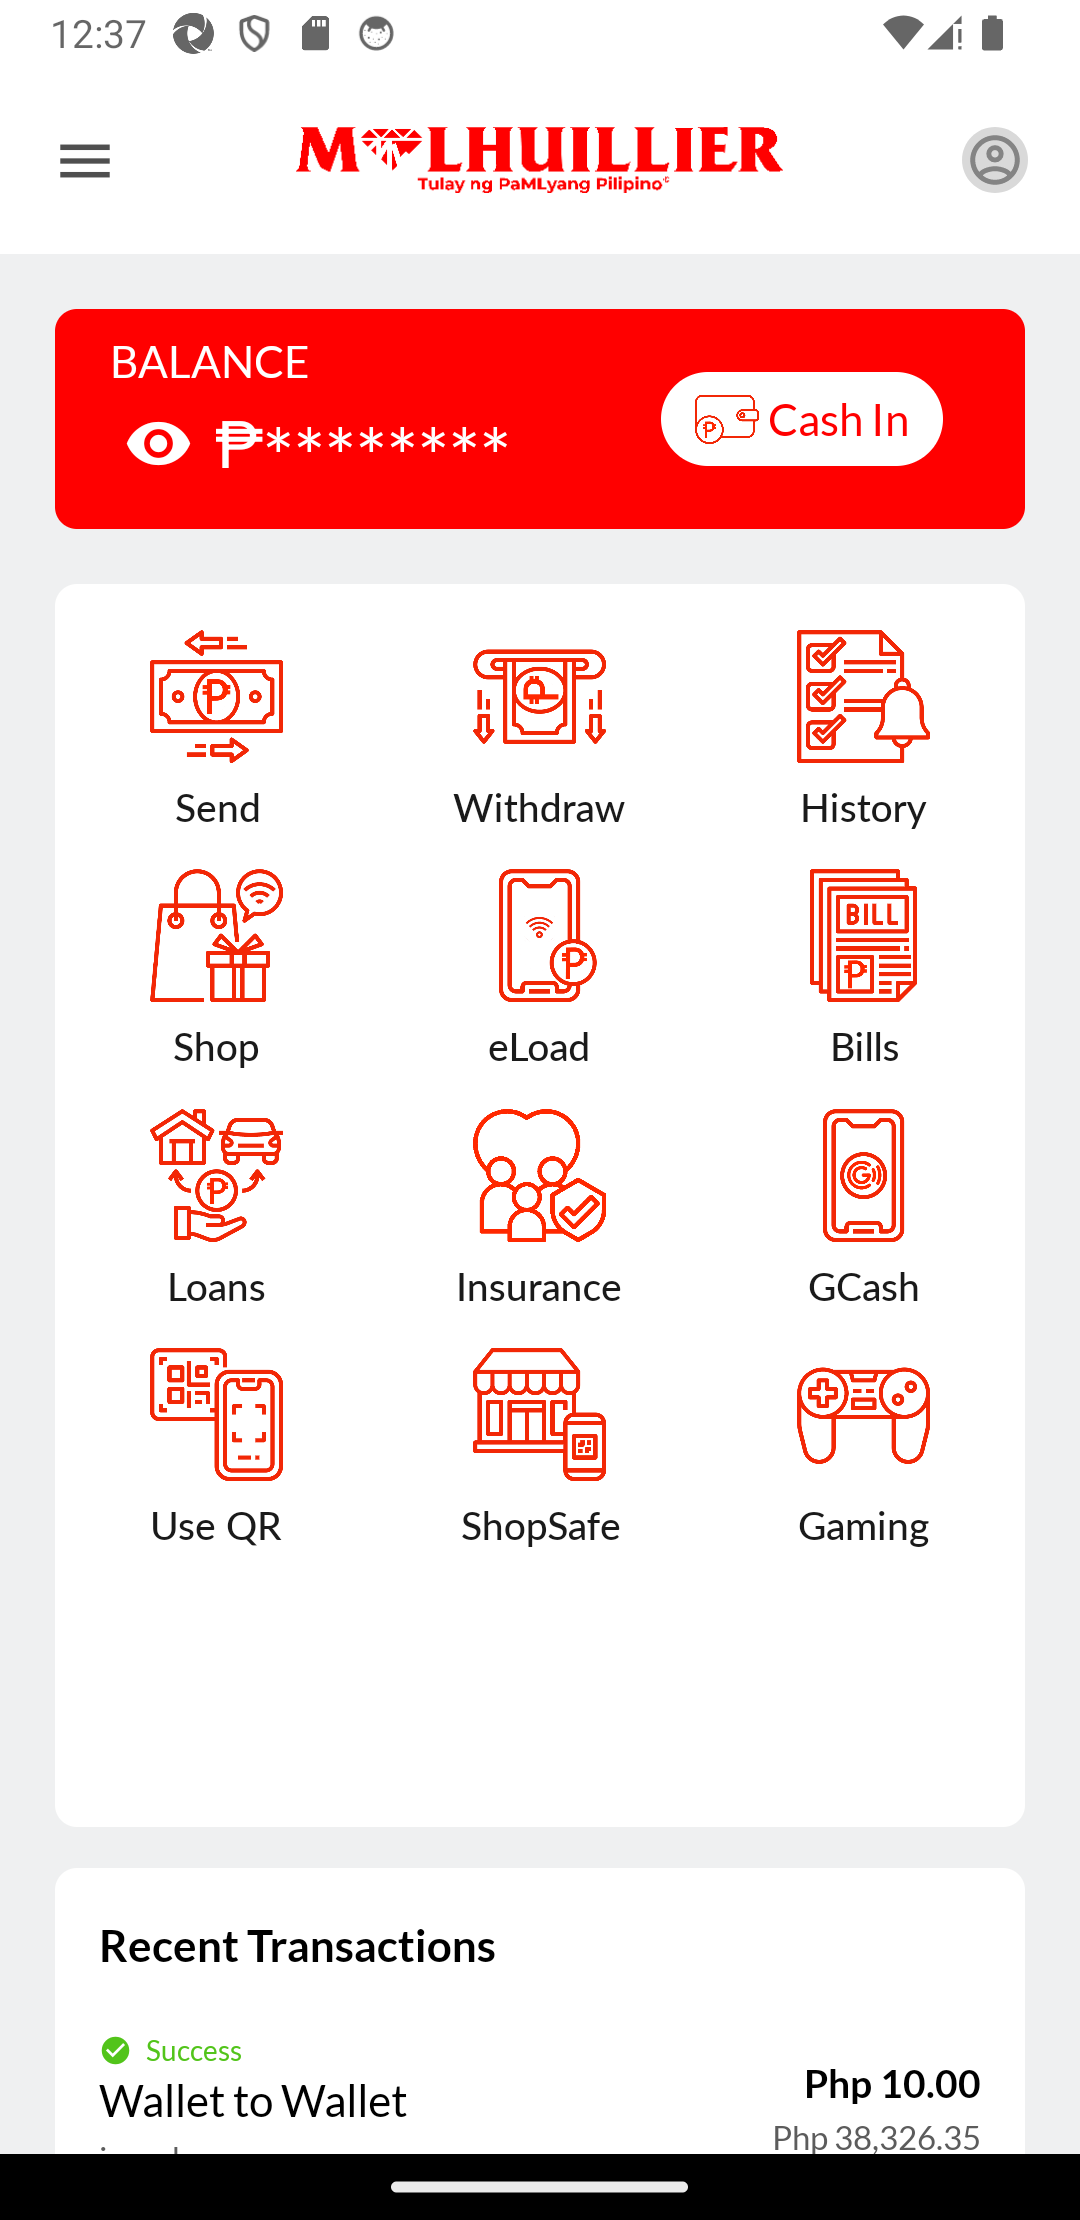 12:37
M LHUILLIER
Tulay ng PaMLyang Pilipino
BALANCE
₱********
Cash In
Send
Withdraw
History
BILL
Shop
eLoad
Bills
Loans
Insurance
GCash
Use QR
ShopSafe
Gaming
Recent Transactions
Success
Wallet to Wallet
Php 10.00
Php 38,326.35